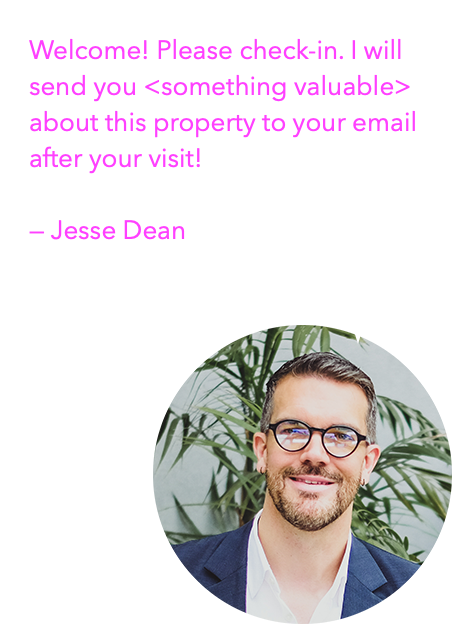 Welcome! Please check-in. I will
send you <something valuable>
about this property to your email
after your visit!
– Jesse Dean